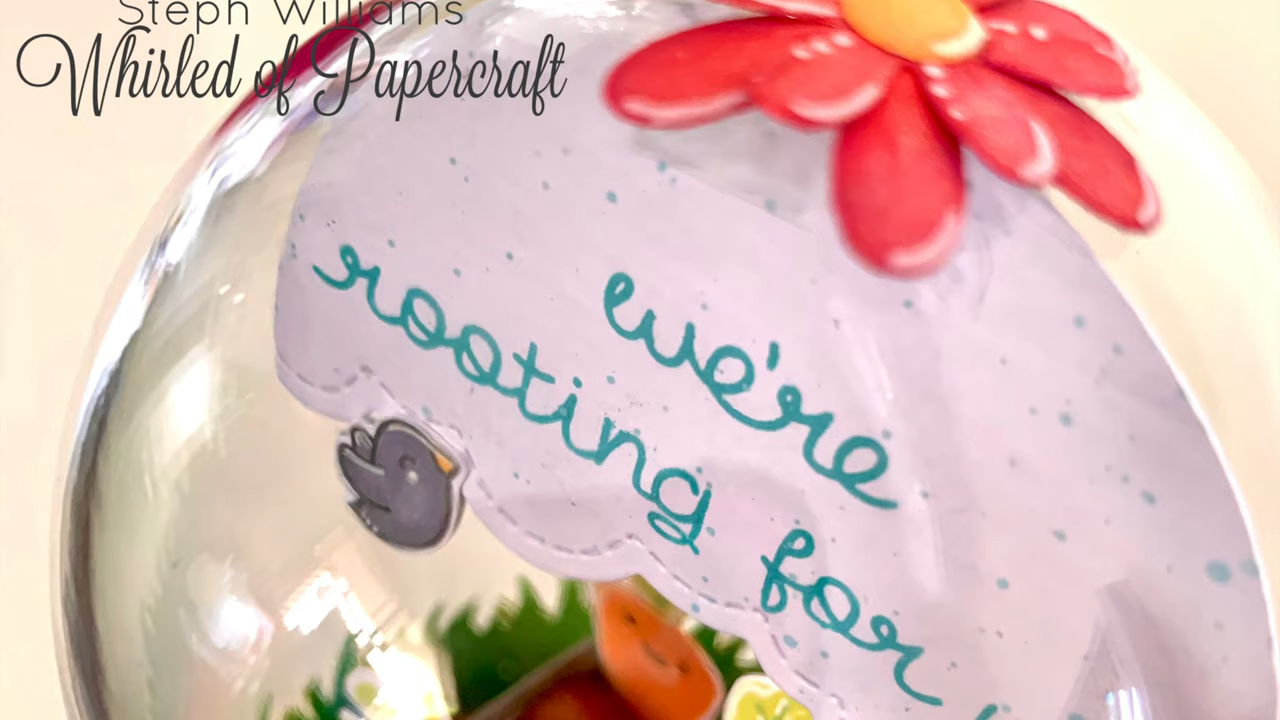 Steph Williams
Whirled of Papercraft
we're
rooting
for